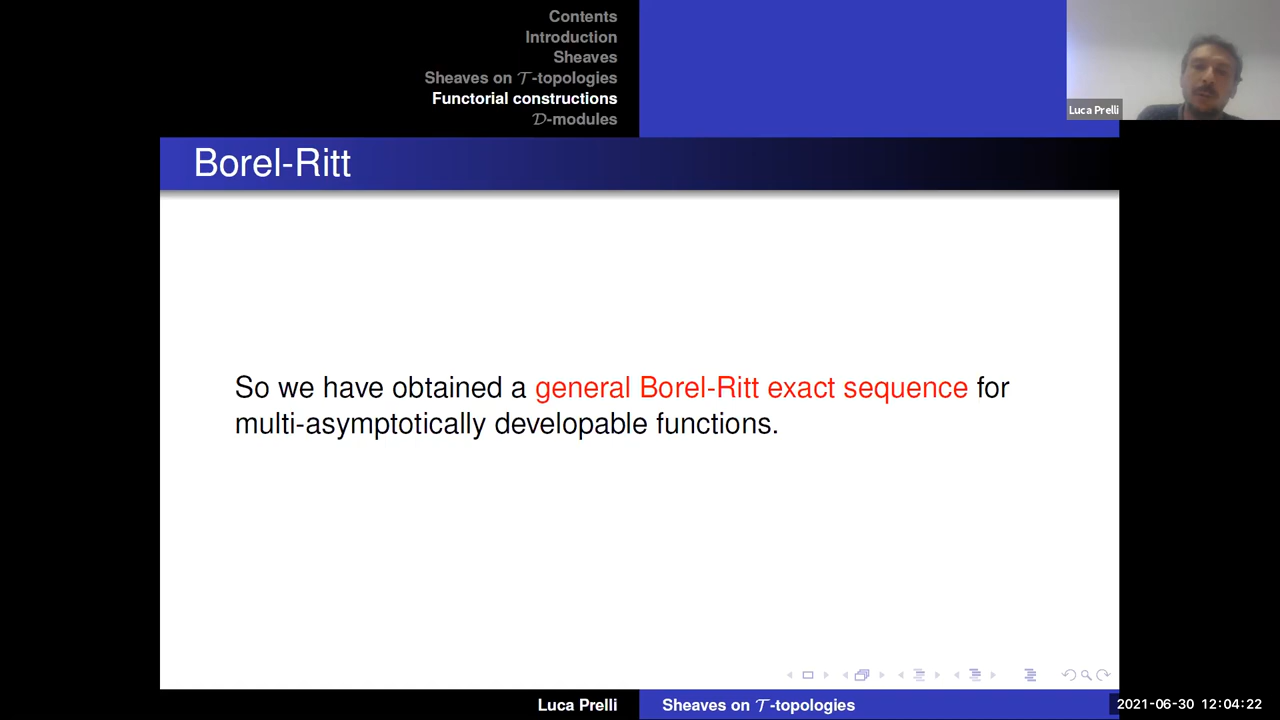 Contents
Introduction
Sheaves
Sheaves on 𝒯-topologies
Functorial constructions
𝒟-modules
Luca Prelli
Borel-Ritt
So we have obtained a general Borel-Ritt exact sequence for
multi-asymptotically developable functions.
Luca Prelli
Sheaves on 𝒯-topologies
2021-06-30 12:04:22